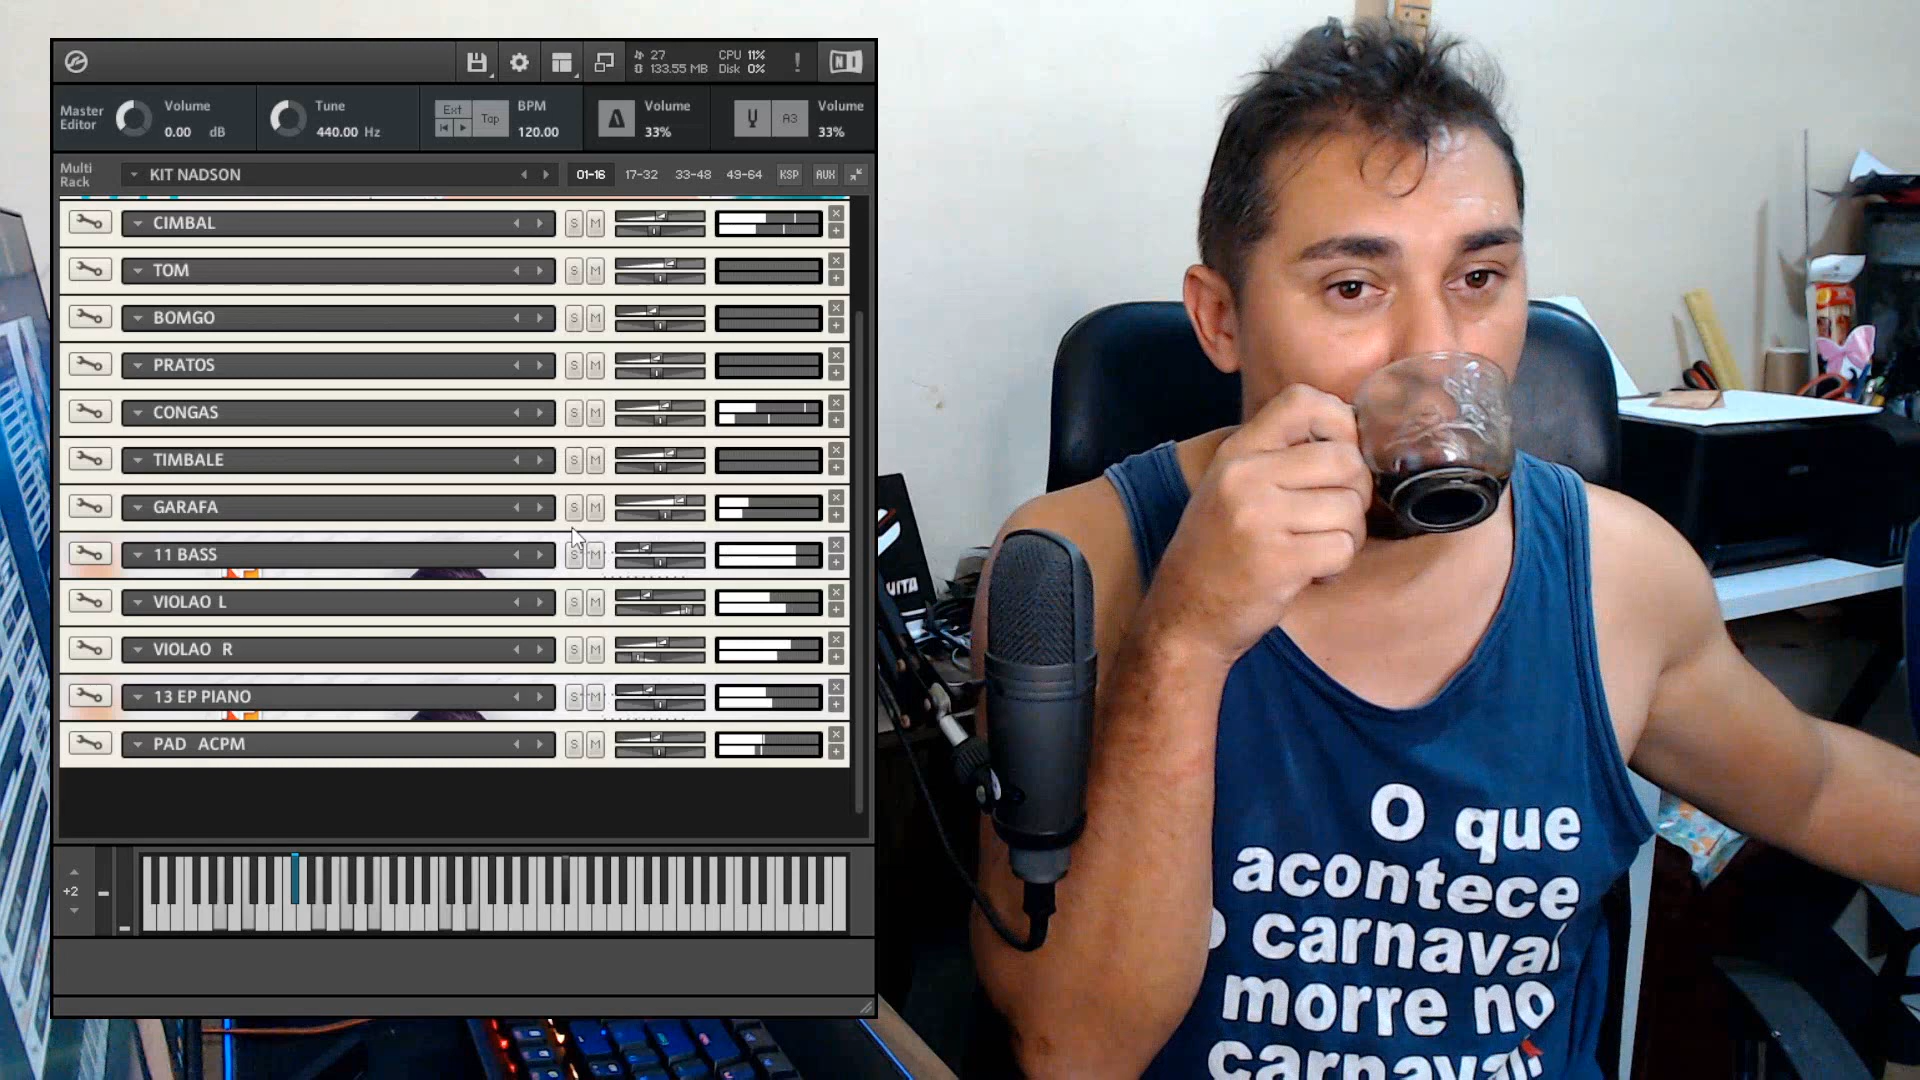 27 CPU 11%
133.55 MB Disk 0%
!
NI
Master
Editor
Volume
0.00 dB
Tune
440.00 Hz
Ext
Tap
BPM
120.00
Volume
33%
A3
Volume
33%
Multi
Rack
KIT NADSON
01-16 17-32 33-48 49-64 KSP AUX
CIMBAL S M
TOM S M
BOMGO S M
PRATOS S M
CONGAS S M
TIMBALE S M
GARAFA S M
11 BASS S M
VIOLAO L S M
VIOLAO R S M
13 EP PIANO S M
PAD ACPM S M
+2
VITA
O que
acontece
o carnaval
morre no
carnaval